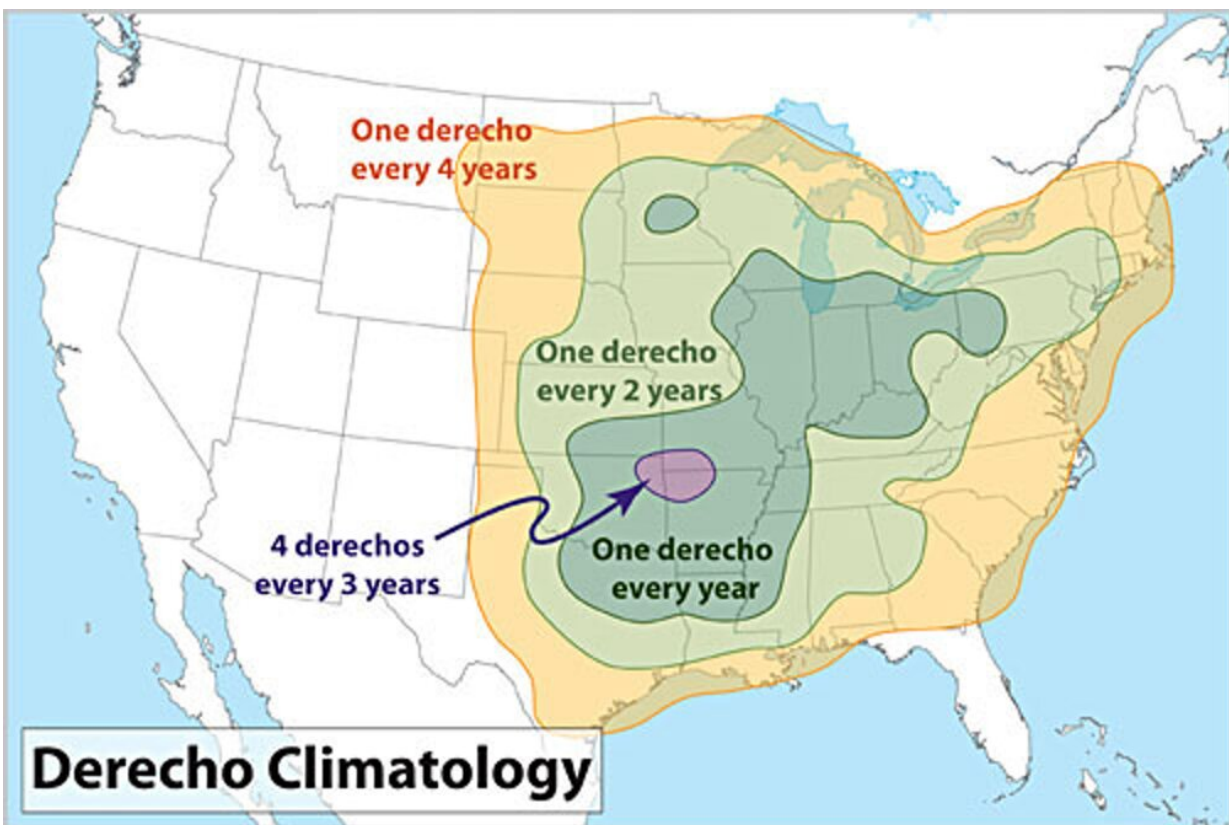 One derecho
every 4 years
One derecho
every 2 years
4 derechos
every 3 years
One derecho
every year
Derecho Climatology